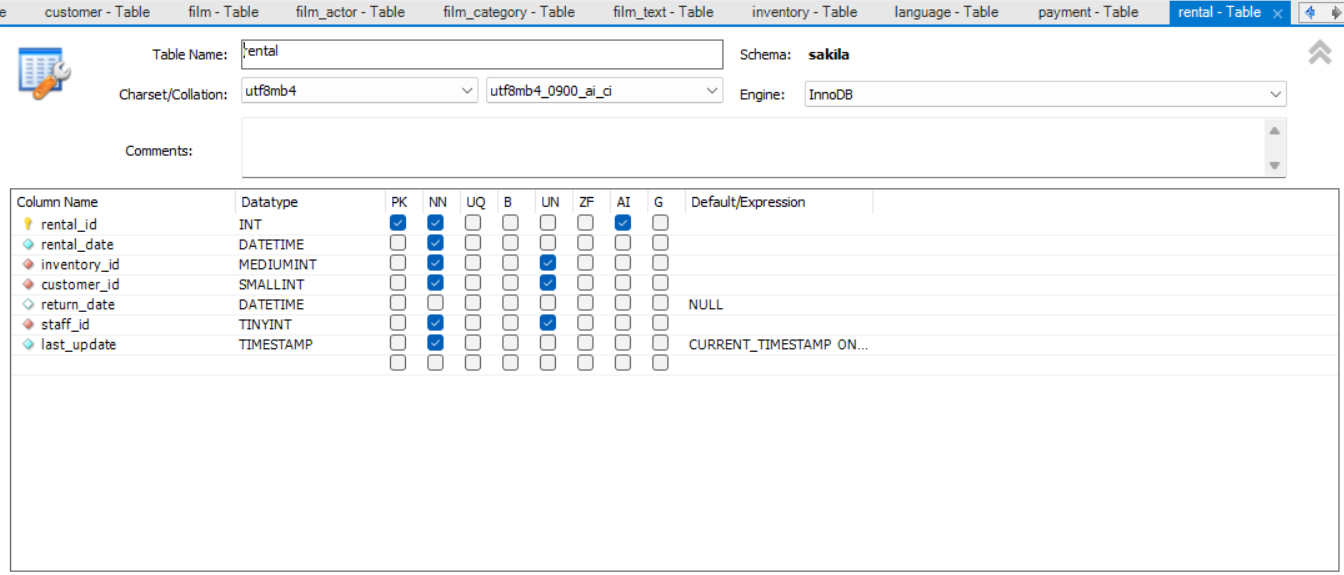 e customer - Table film - Table film_actor - Table film_category - Table film_text - Table inventory - Table language - Table payment - Table rental - Table
Table Name: rental Schema: sakila
Charset/Collation: utf8mb4 utf8mb4_0900_ai_ci Engine: InnoDB
Comments:
Column Name Datatype PK NN UQ B UN ZF AI G Default/Expression
rental_id INT
rental_date DATETIME
inventory_id MEDIUMINT
customer_id SMALLINT
return_date DATETIME NULL
staff_id TINYINT
last_update TIMESTAMP CURRENT_TIMESTAMP ON...